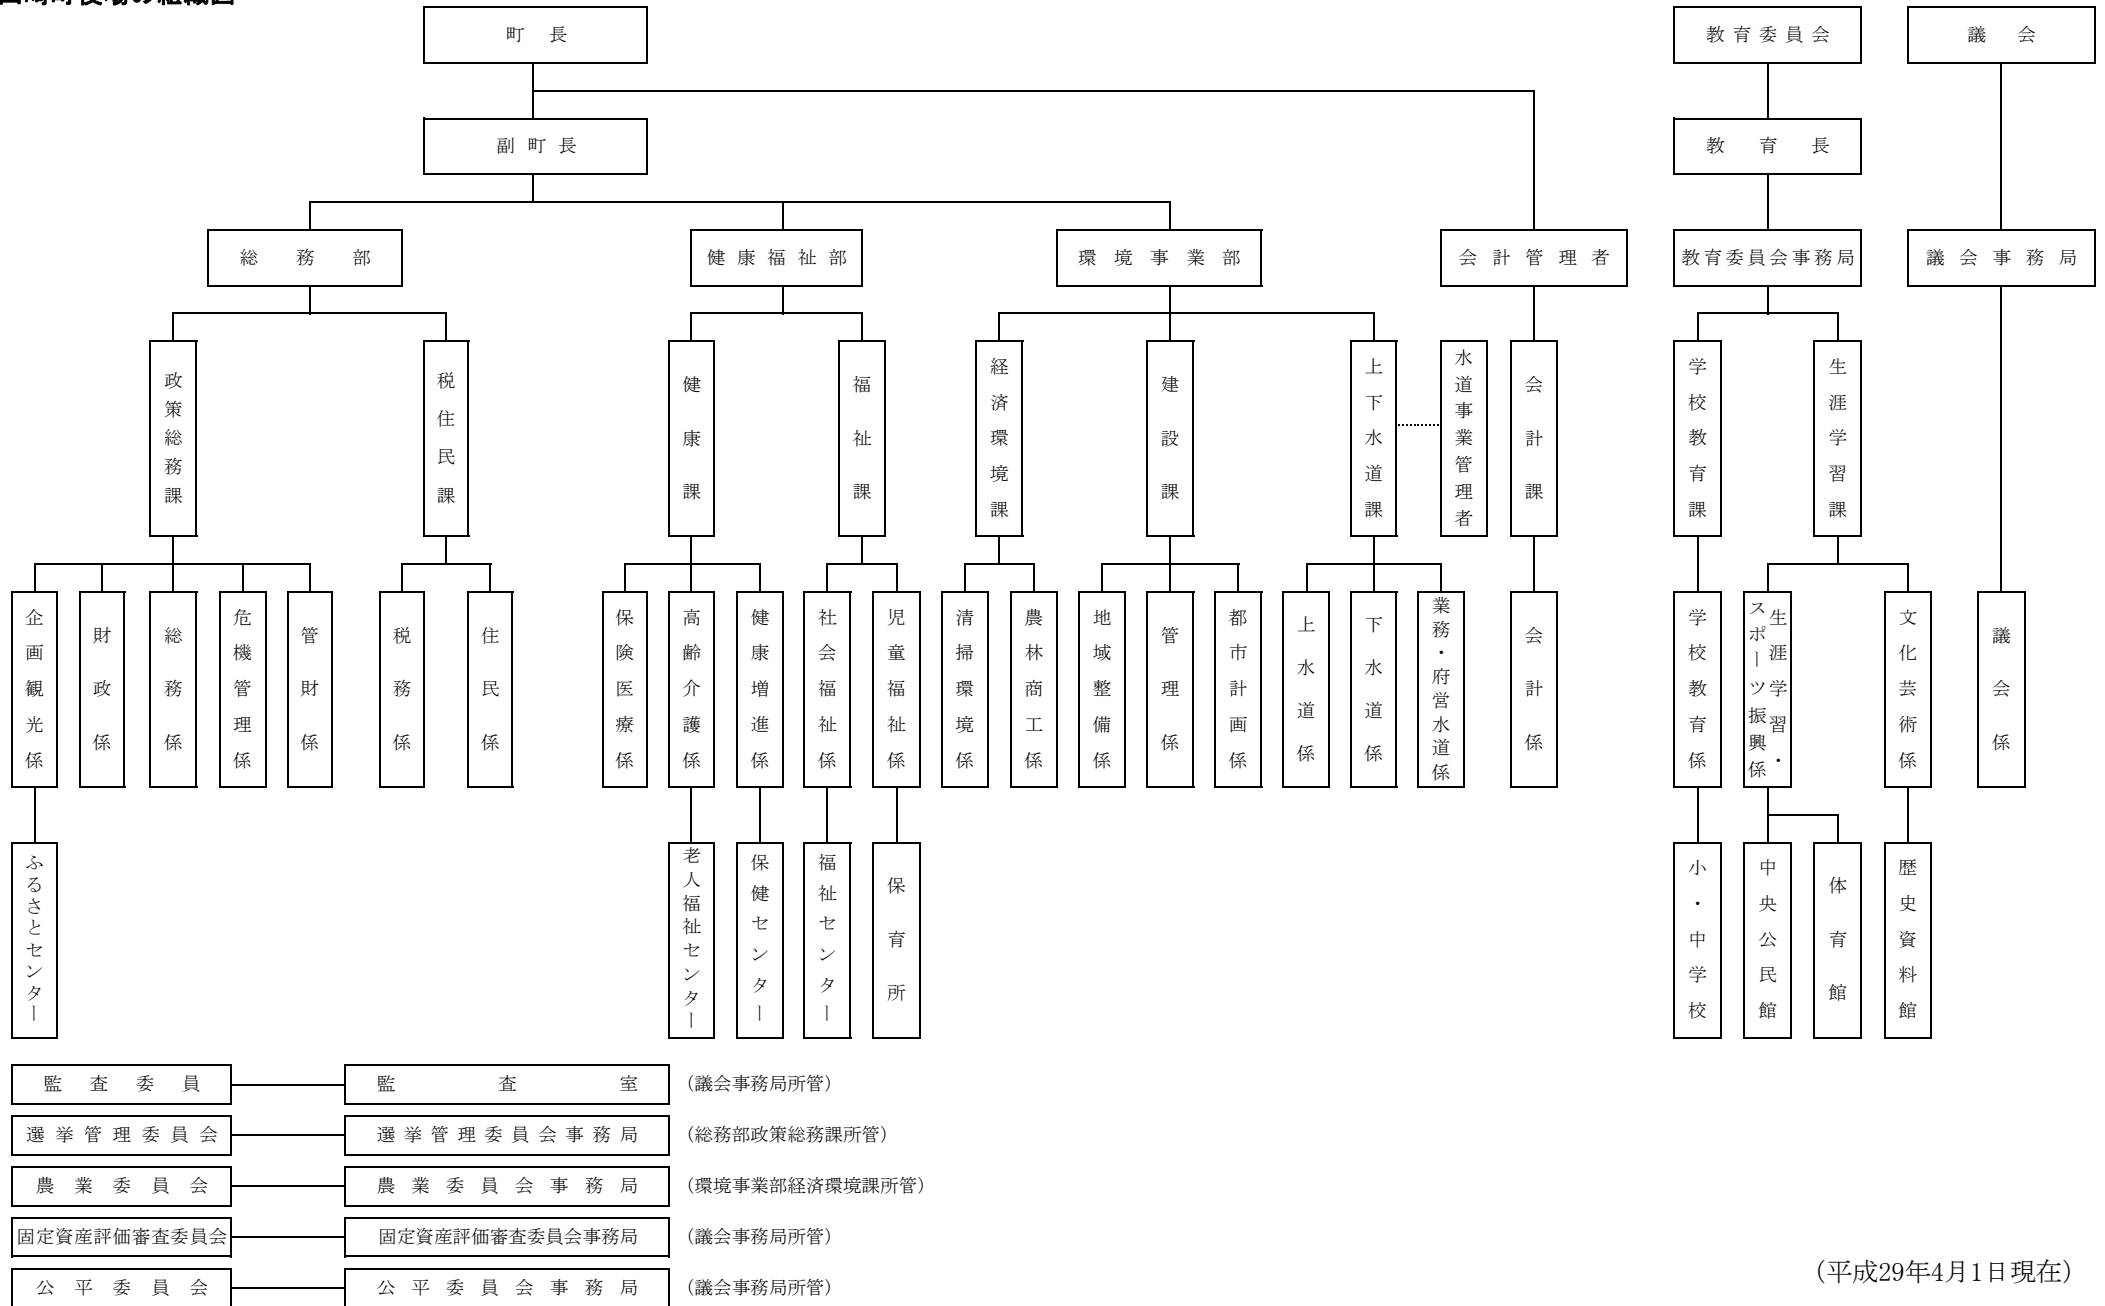 町長
教育委員会
議会
副町長
教育長
総務部
健康福祉部
環境事業部
会計管理者
教育委員会事務局
議会事務局
政策総務課
税住民課
健康課
福祉課
経済環境課
建設課
上下水道課
水道事業管理者
会計課
学校教育課
生涯学習課
企画観光係
財政係
総務係
危機管理係
管財係
税務係
住民係
保険医療係
高齢介護係
健康増進係
社会福祉係
児童福祉係
清掃環境係
農林商工係
地域整備係
管理係
都市計画係
上水道係
下水道係
業務・府営水道係
会計係
学校教育係
生涯学習・
スポーツ振興係
文化芸術係
議会係
ふるさとセンター
老人福祉センター
保健センター
福祉センター
保育所
小・中学校
中央公民館
体育館
歴史資料館
監査委員 監査室 (議会事務局所管)
選挙管理委員会 選挙管理委員会事務局 (総務部政策総務課所管)
農業委員会 農業委員会事務局 (環境事業部経済環境課所管)
固定資産評価審査委員会 固定資産評価審査委員会事務局 (議会事務局所管)
公平委員会 公平委員会事務局 (議会事務局所管)
(平成29年4月1日現在)